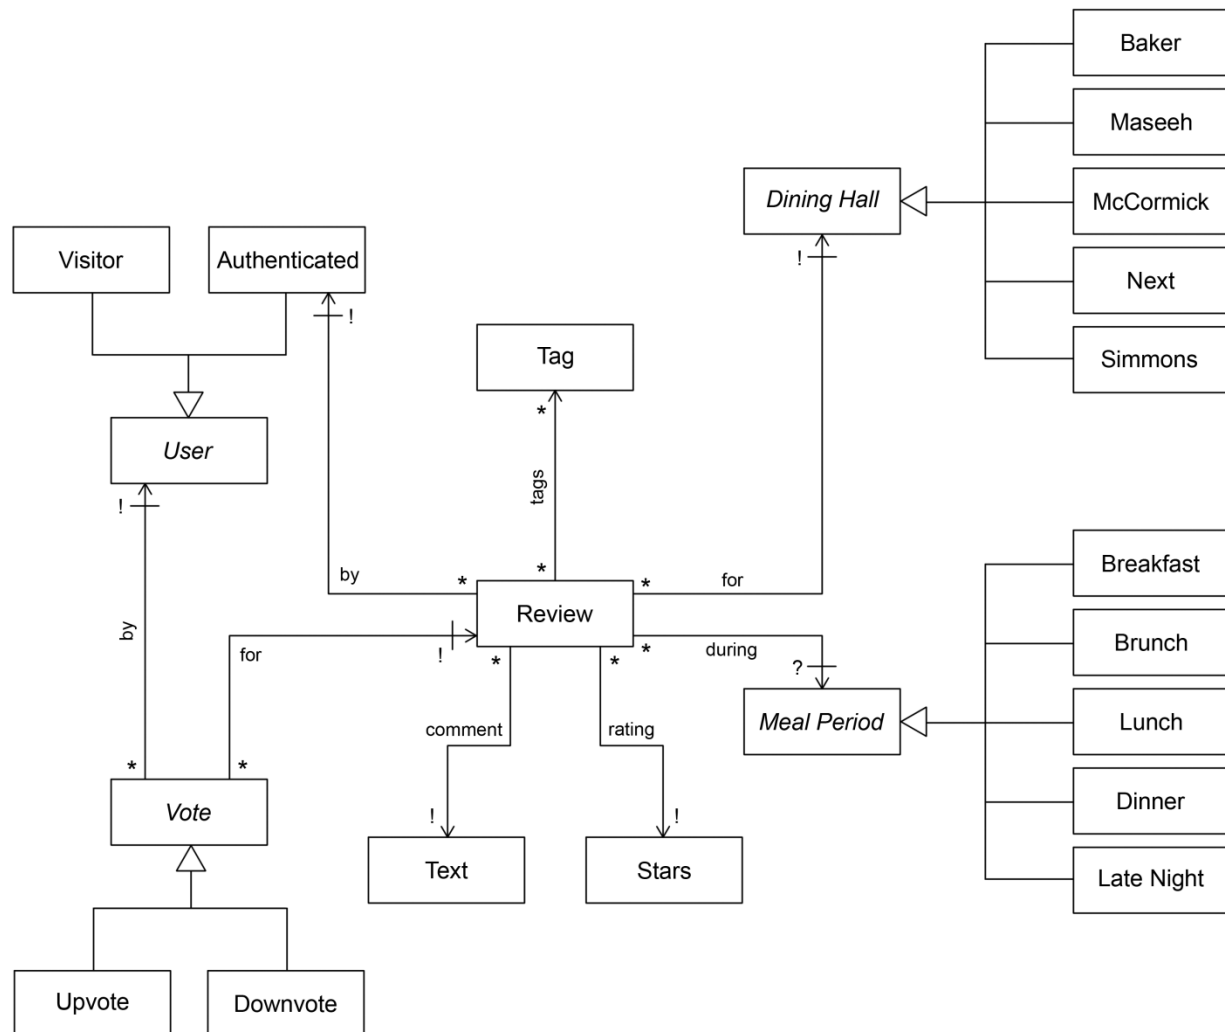 Baker
Maseeh
Dining Hall
McCormick
Visitor
Authenticated
!
Next
!
Tag
Simmons
*
User
!
tags
Breakfast
by
*
*
*
for
Review
by
for
!
*
*
*
during
Brunch
?
comment
rating
Meal Period
Lunch
*
*
Vote
!
!
Dinner
Text
Stars
Late Night
Upvote
Downvote